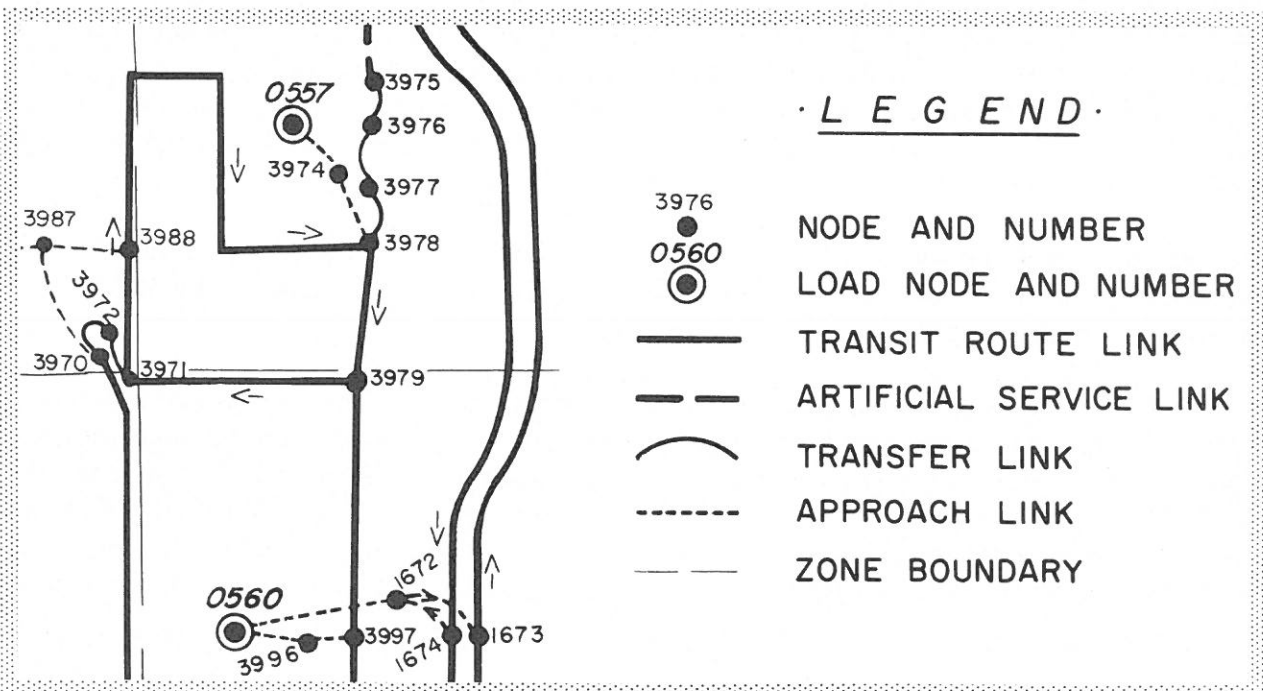 3975
0557
3976
3974
3977
3987
3988
3978
3972
3970
3971
3979
0560
1672
3996
3997
1674
1673
· L E G E N D ·
3976
NODE AND NUMBER
0560
LOAD NODE AND NUMBER
TRANSIT ROUTE LINK
ARTIFICIAL SERVICE LINK
TRANSFER LINK
APPROACH LINK
ZONE BOUNDARY